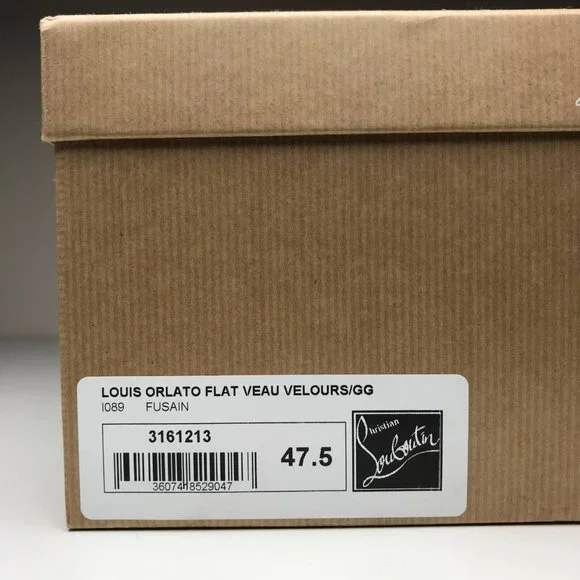 LOUIS ORLATO FLAT VEAU VELOURS/GG
I089 FUSAIN
3161213
3607418529047
47.5
Christian
Louboutin